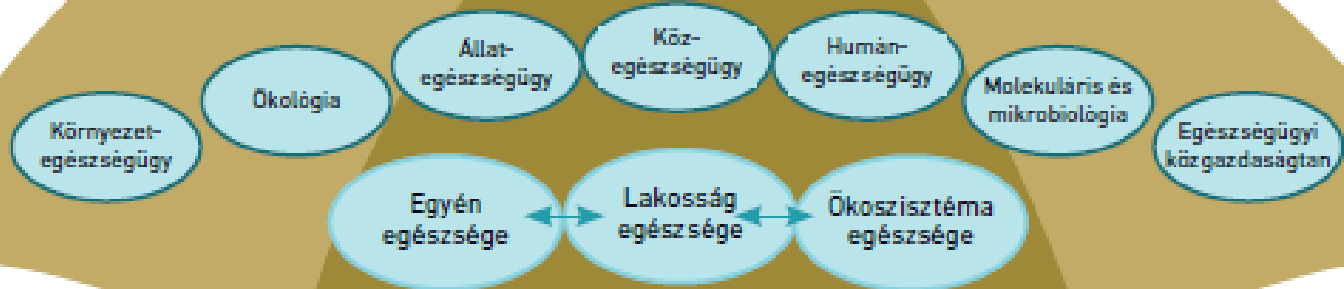 Környezet-
egészségügy
Ökológia
Állat-
egészségügy
Köz-
egészségügy
Humán-
egészségügy
Molekuláris és
mikrobiológia
Egészségügyi
közgazdaságtan
Egyén
egészsége
Lakosság
egészsége
Ökoszisztéma
egészsége